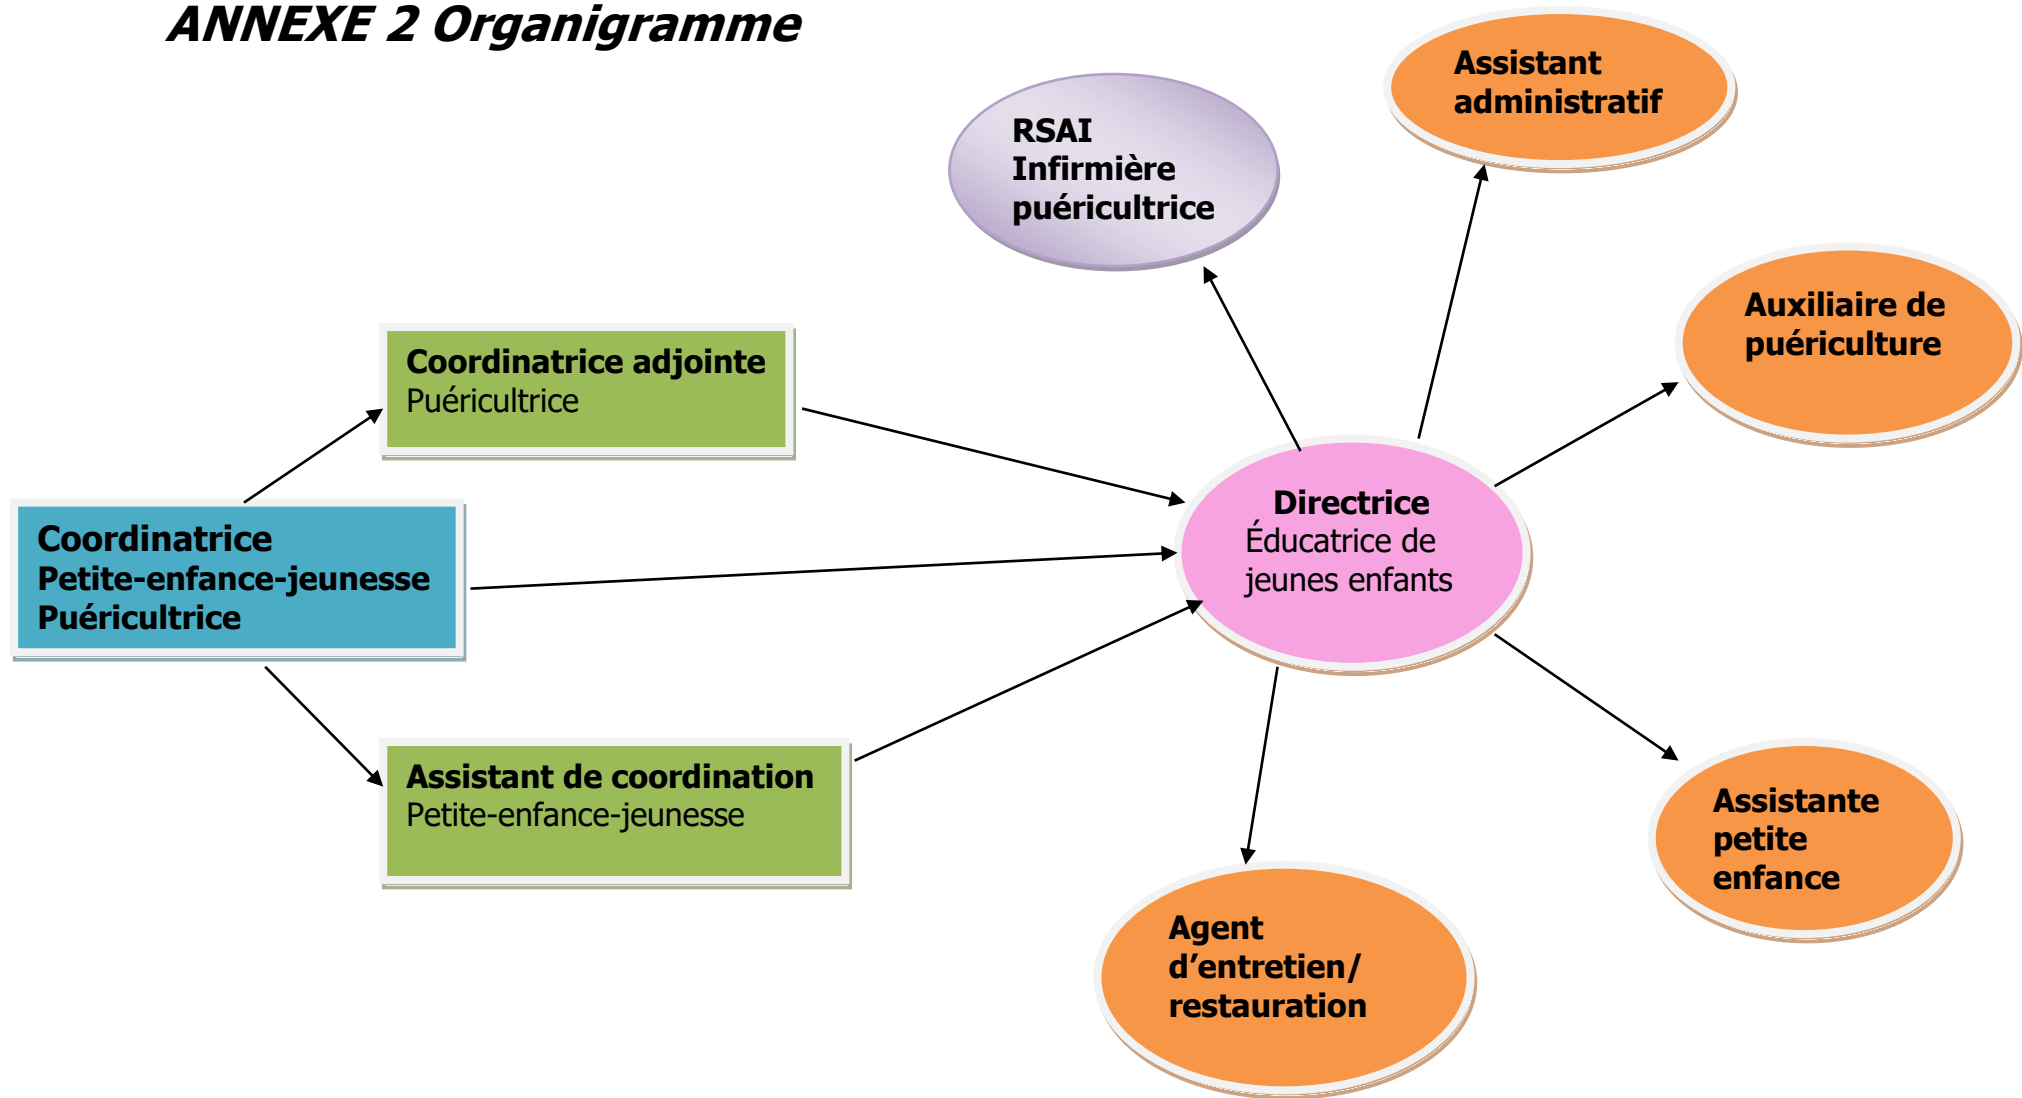 ANNEXE 2 Organigramme
Assistant
administratif
RSAI
Infirmière
puéricultrice
Auxiliaire de
puériculture
Coordinatrice adjointe
Puéricultrice
Directrice
Éducatrice de
jeunes enfants
Coordinatrice
Petite-enfance-jeunesse
Puéricultrice
Assistant de coordination
Petite-enfance-jeunesse
Assistante
petite
enfance
Agent
d’entretien/
restauration